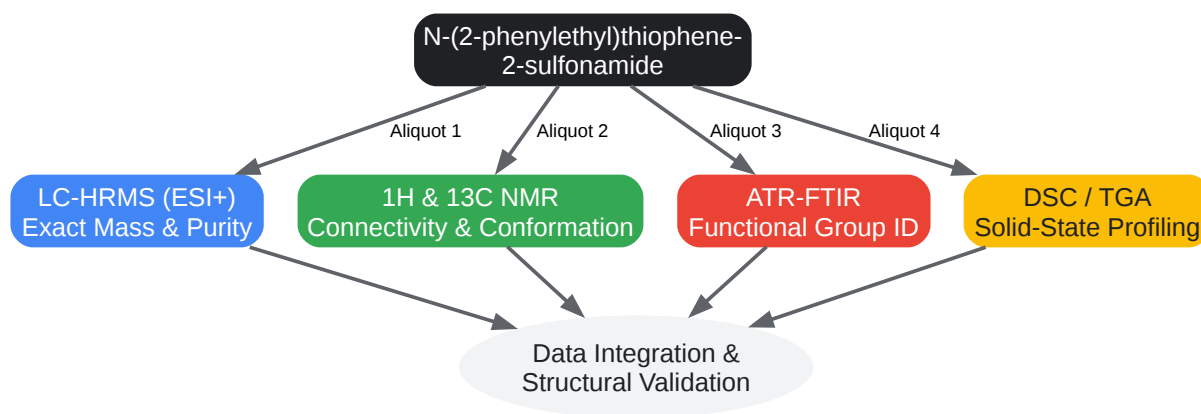 N-(2-phenylethyl)thiophene-
2-sulfonamide
Aliquot 1
Aliquot 2
Aliquot 3
Aliquot 4
LC-HRMS (ESI+)
Exact Mass & Purity
1H & 13C NMR
Connectivity & Conformation
ATR-FTIR
Functional Group ID
DSC / TGA
Solid-State Profiling
Data Integration &
Structural Validation